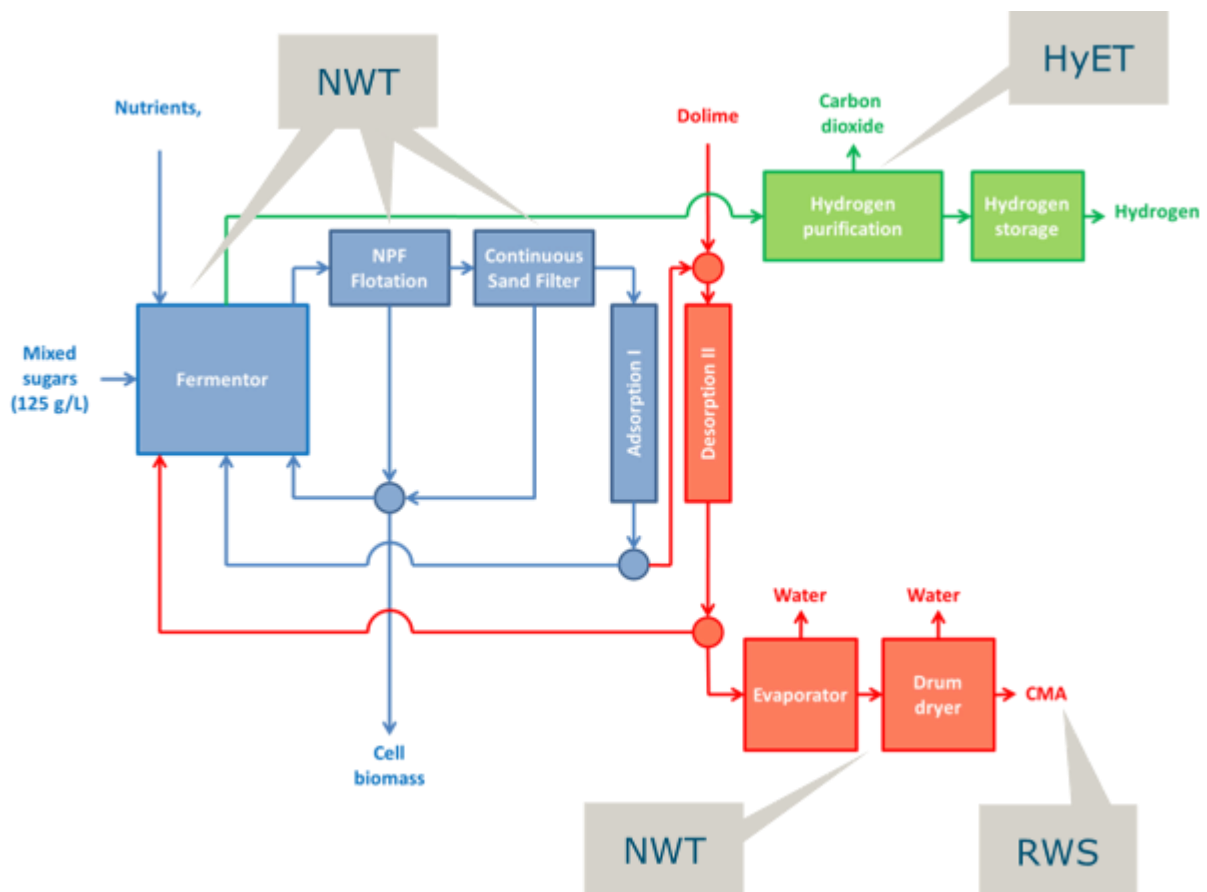 HyET
NWT
Nutrients,
Dolime
Carbon
dioxide
Hydrogen
purification
Hydrogen
storage
Hydrogen
NPF
Flotation
Continuous
Sand Filter
Mixed
sugars
(125 g/L)
Fermentor
Adsorption I
Desorption II
Water
Water
Evaporator
Drum
dryer
CMA
Cell
biomass
NWT
RWS